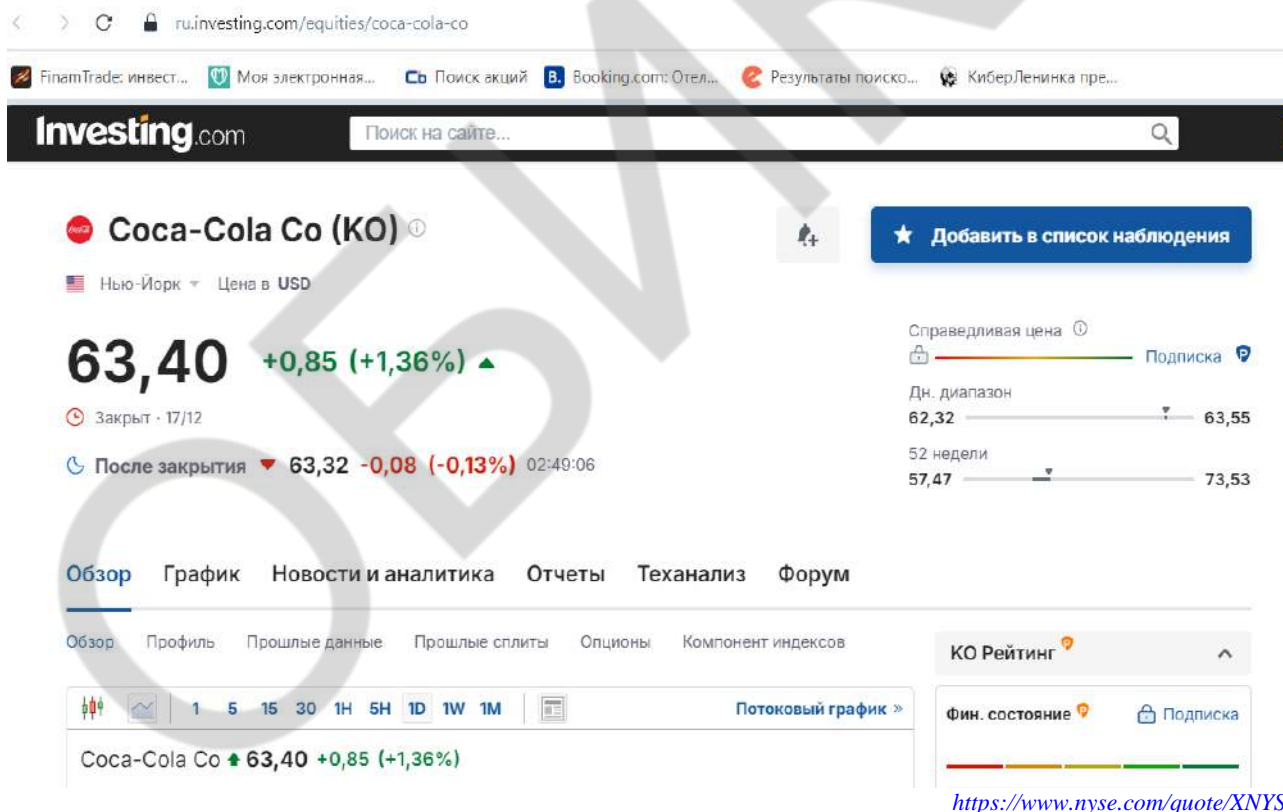 ru.investing.com/equities/coca-cola-co
FinamTrade: инвест... Моя электронная... Сь Поиск акций B. Booking.com: Отел... Результаты поиско... КиберЛенинка пре...
Investing.com Поиск на сайте...
Coca-Cola Co (KO)
Добавить в список наблюдения
Нью-Йорк Цена в USD
63,40 +0,85 (+1,36%)
Закрыт · 17/12
После закрытия 63,32 -0,08 (-0,13%) 02:49:06
Справедливая цена
Подписка
Дн. диапазон
62,32 63,55
52 недели
57,47 73,53
Обзор График Новости и аналитика Отчеты Теханализ Форум
Обзор Профиль Прошлые данные Прошлые сплиты Опционы Компонент индексов
1 5 15 30 1H 5H 1D 1W 1M Потоковый график »
Coca-Cola Co 63,40 +0,85 (+1,36%)
KO Рейтинг
Фин. состояние Подписка
https://www.nyse.com/quote/XNYS